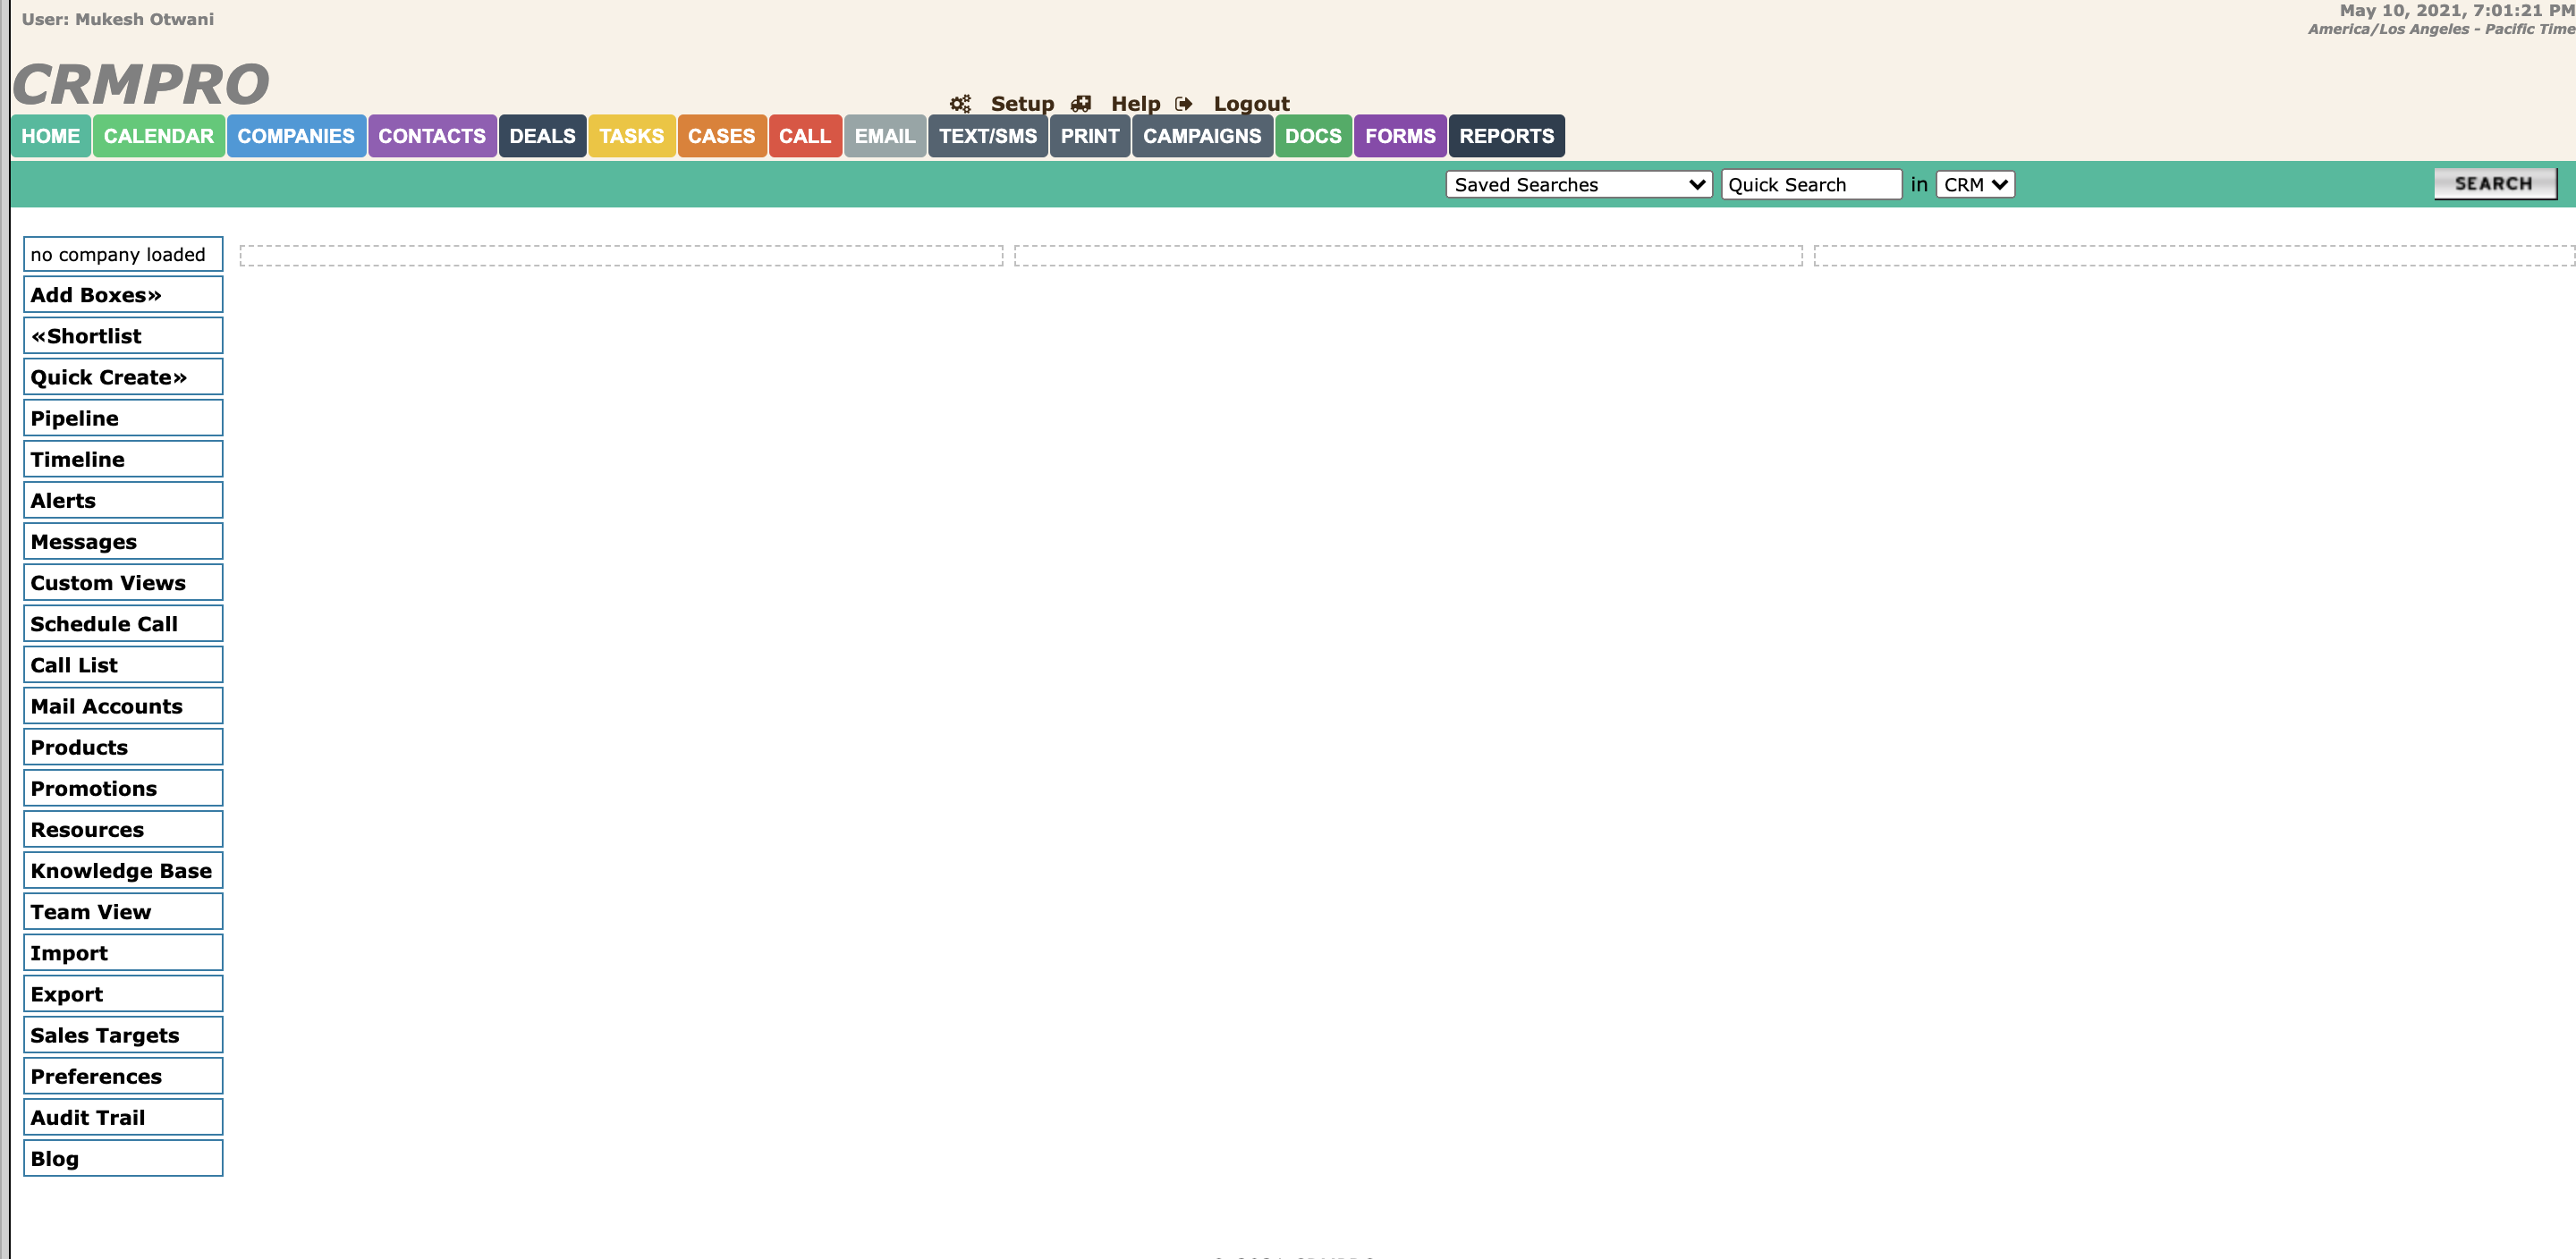 User: Mukesh Otwani
May 10, 2021, 7:01:21 PM
America/Los Angeles - Pacific Time
CRMPRO
Setup Help Logout
HOME CALENDAR COMPANIES CONTACTS DEALS TASKS CASES CALL EMAIL TEXT/SMS PRINT CAMPAIGNS DOCS FORMS REPORTS
Saved Searches Quick Search in CRM SEARCH
no company loaded
Add Boxes»
«Shortlist
Quick Create»
Pipeline
Timeline
Alerts
Messages
Custom Views
Schedule Call
Call List
Mail Accounts
Products
Promotions
Resources
Knowledge Base
Team View
Import
Export
Sales Targets
Preferences
Audit Trail
Blog